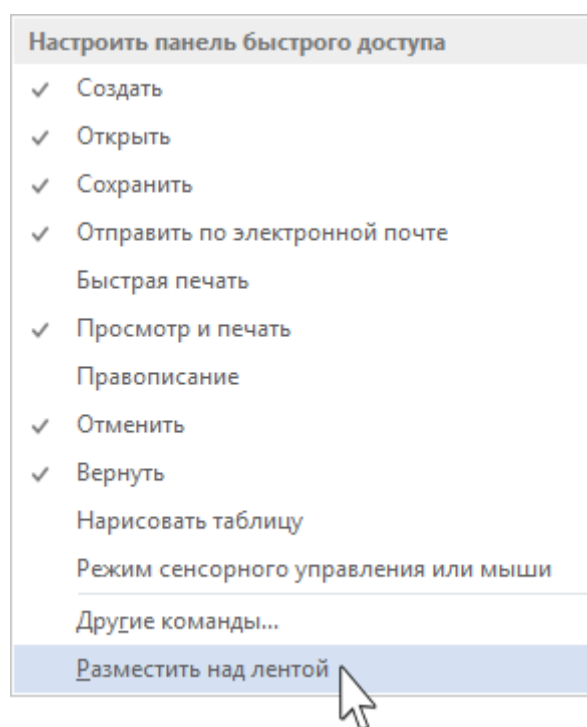 Настроить панель быстрого доступа
Создать
Открыть
Сохранить
Отправить по электронной почте
Быстрая печать
Просмотр и печать
Правописание
Отменить
Вернуть
Нарисовать таблицу
Режим сенсорного управления или мыши
Другие команды...
Разместить над лентой